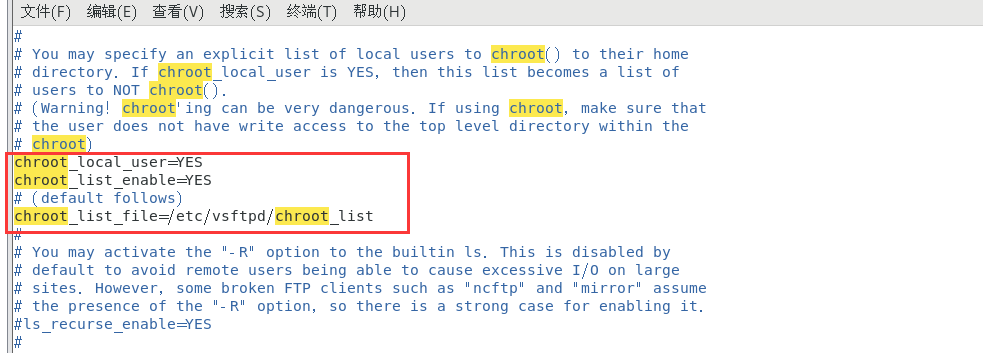 文件(F) 编辑(E) 查看(V) 搜索(S) 终端(T) 帮助(H)
#
# You may specify an explicit list of local users to chroot() to their home
# directory. If chroot_local_user is YES, then this list becomes a list of
# users to NOT chroot().
# (Warning! chroot'ing can be very dangerous. If using chroot, make sure that
# the user does not have write access to the top level directory within the
# chroot)
chroot_local_user=YES
chroot_list_enable=YES
# (default follows)
chroot_list_file=/etc/vsftpd/chroot_list
#
# You may activate the "-R" option to the builtin ls. This is disabled by
# default to avoid remote users being able to cause excessive I/O on large
# sites. However, some broken FTP clients such as "ncftp" and "mirror" assume
# the presence of the "-R" option, so there is a strong case for enabling it.
#ls_recurse_enable=YES
#